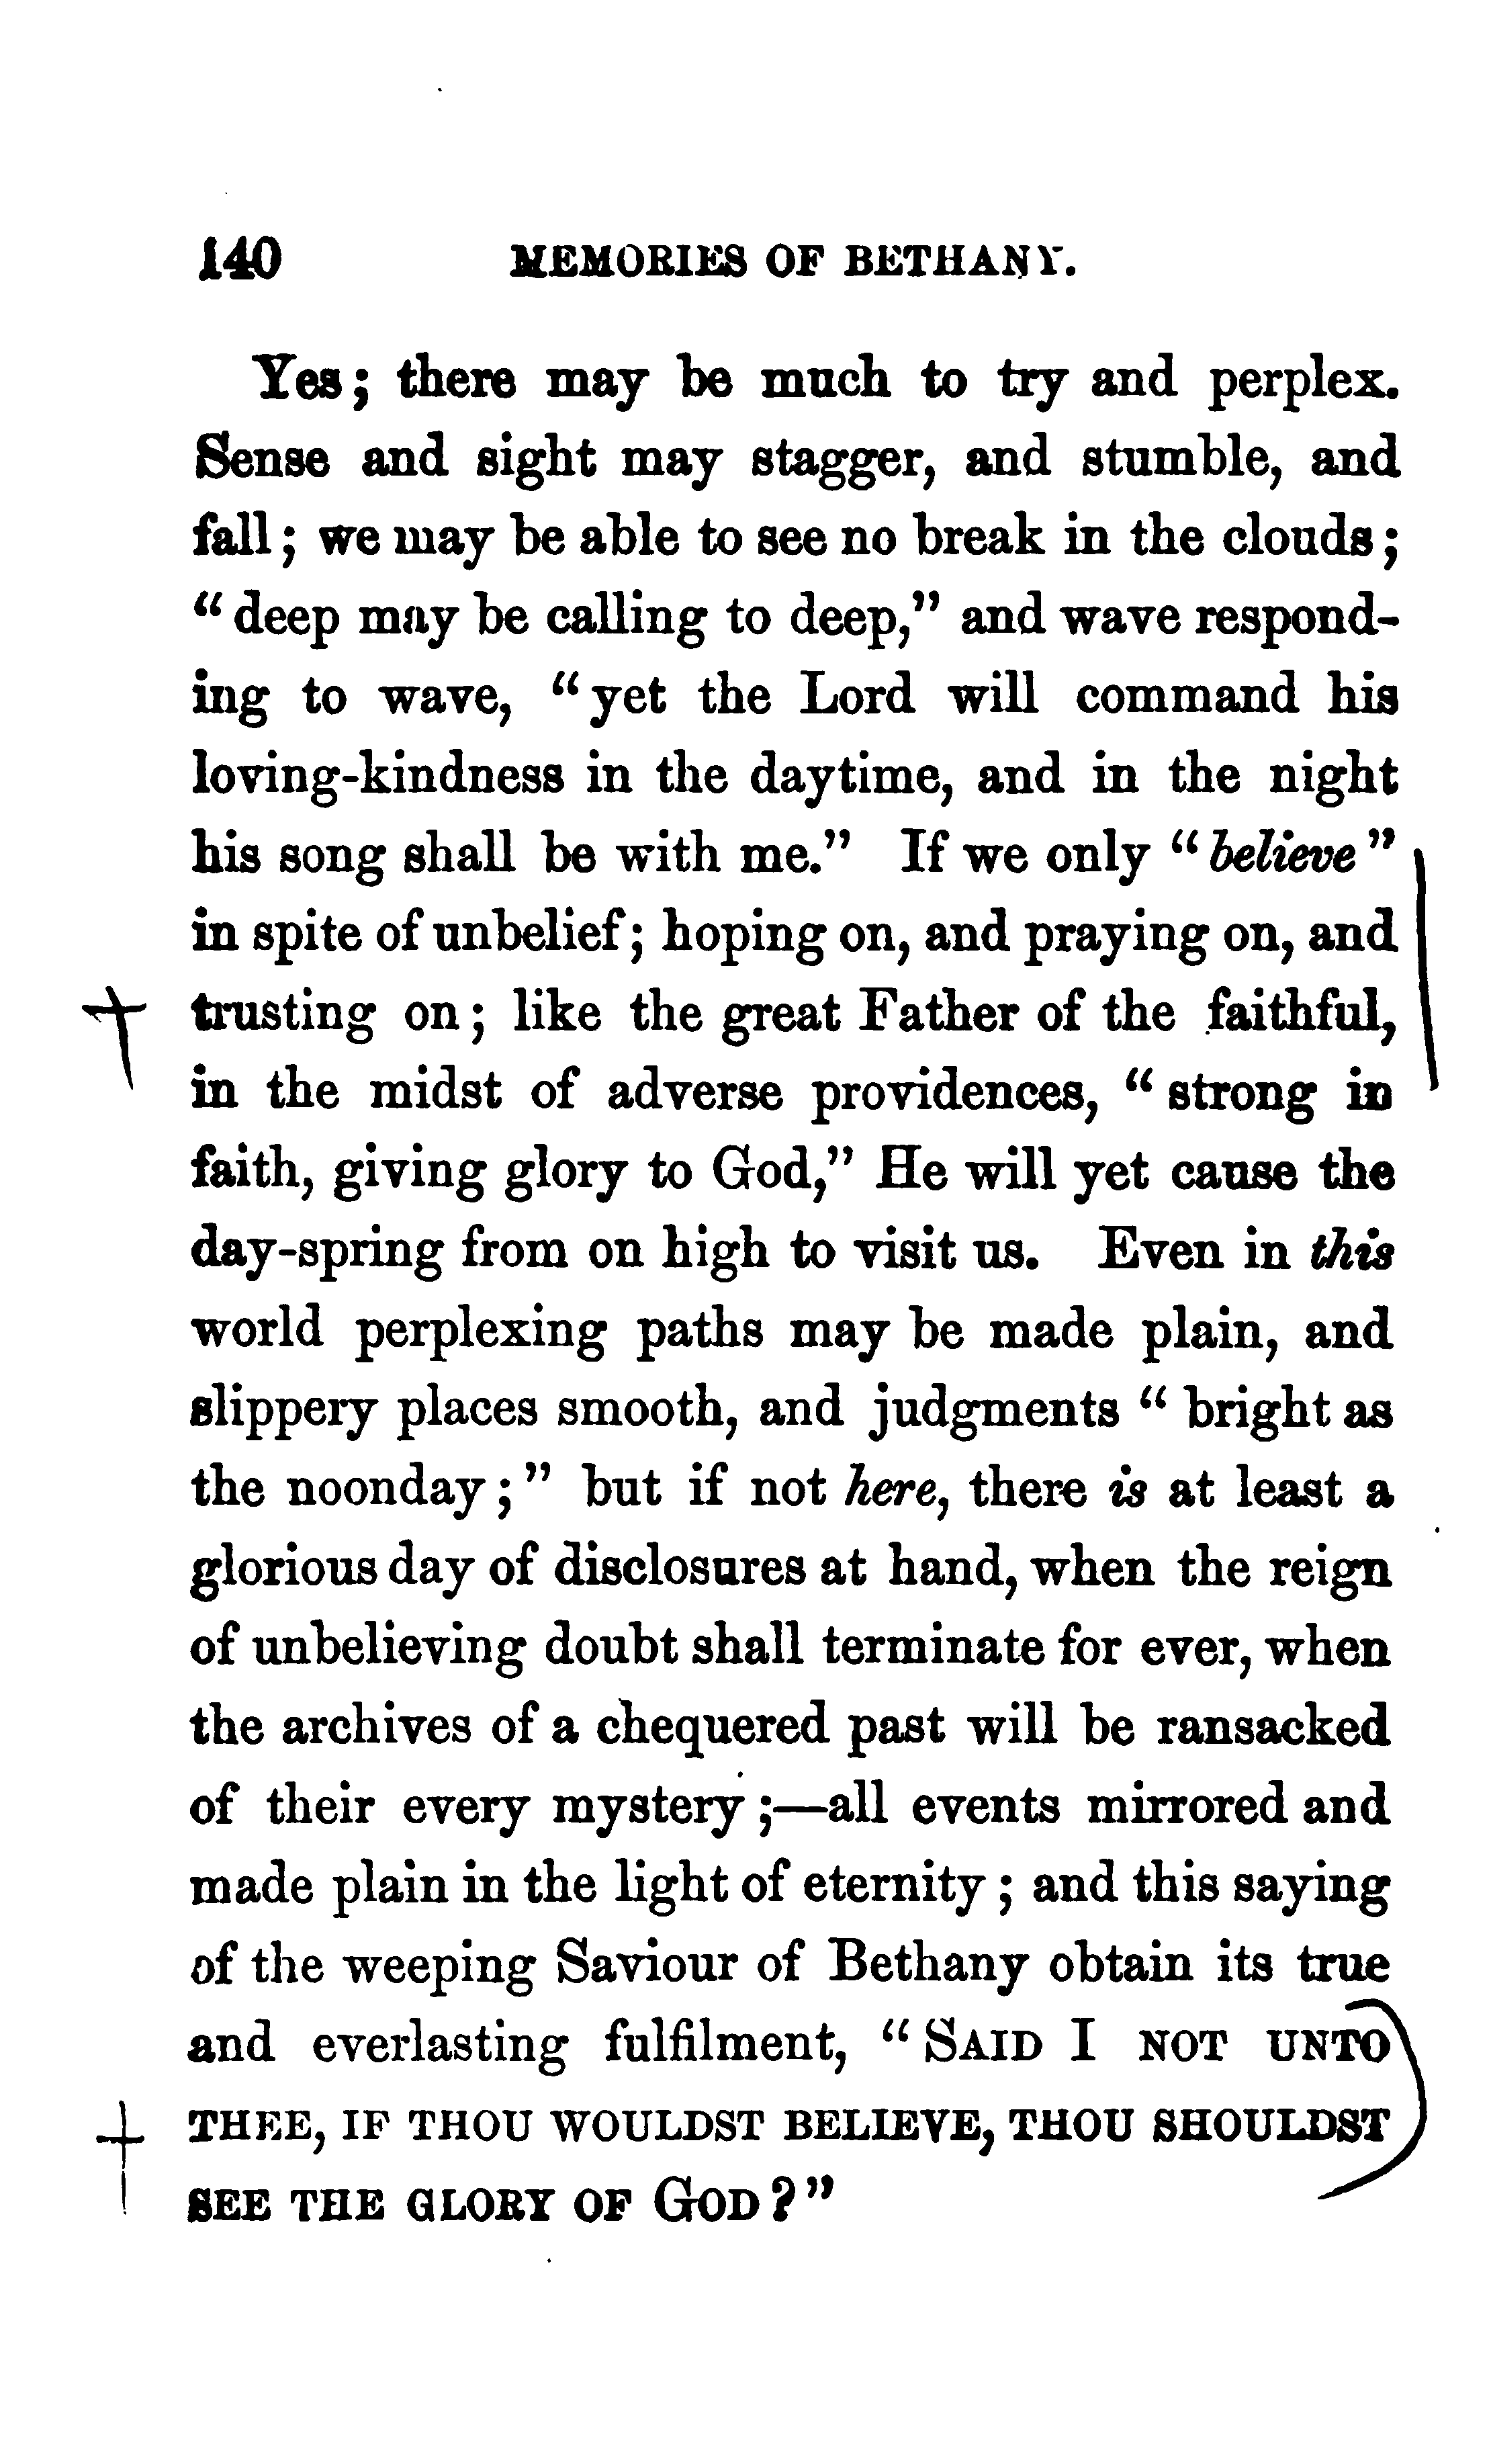 140 MEMORIES OF BETHANY.
Yes; there may be much to try and perplex.
Sense and sight may stagger, and stumble, and
fall; we may be able to see no break in the clouds;
“deep may be calling to deep,” and wave respond-
ing to wave, “yet the Lord will command his
loving-kindness in the daytime, and in the night
his song shall be with me.” If we only “believe”
in spite of unbelief; hoping on, and praying on, and
trusting on; like the great Father of the faithful,
in the midst of adverse providences, “strong in
faith, giving glory to God,” He will yet cause the
day-spring from on high to visit us. Even in this
world perplexing paths may be made plain, and
slippery places smooth, and judgments “bright as
the noonday;” but if not here, there is at least a
glorious day of disclosures at hand, when the reign
of unbelieving doubt shall terminate for ever, when
the archives of a chequered past will be ransacked
of their every mystery;—all events mirrored and
made plain in the light of eternity; and this saying
of the weeping Saviour of Bethany obtain its true
and everlasting fulfilment, “SAID I NOT UNTO
THEE, IF THOU WOULDST BELIEVE, THOU SHOULDST
SEE THE GLORY OF GOD?”